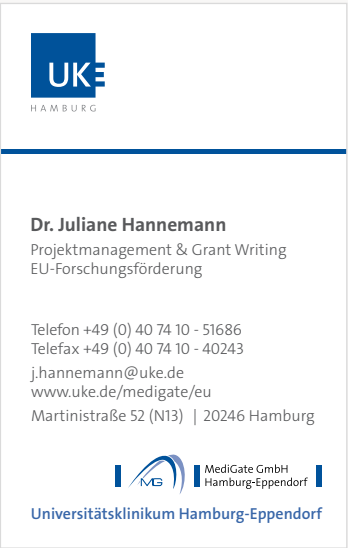 UKE
HAMBURG
Dr. Juliane Hannemann
Projektmanagement & Grant Writing
EU-Forschungsförderung
Telefon +49 (0) 40 74 10 - 51686
Telefax +49 (0) 40 74 10 - 40243
j.hannemann@uke.de
www.uke.de/medigate/eu
Martinistraße 52 (N13) | 20246 Hamburg
MG
MediGate GmbH
Hamburg-Eppendorf
Universitätsklinikum Hamburg-Eppendorf